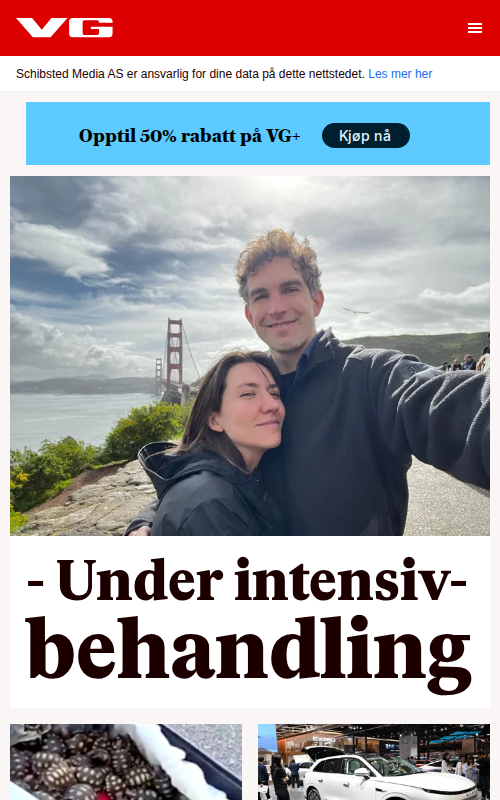 VG
Schibsted Media AS er ansvarlig for dine data på dette nettstedet. Les mer her
Opptil 50% rabatt på VG+ Kjøp nå
- Under intensiv-
behandling